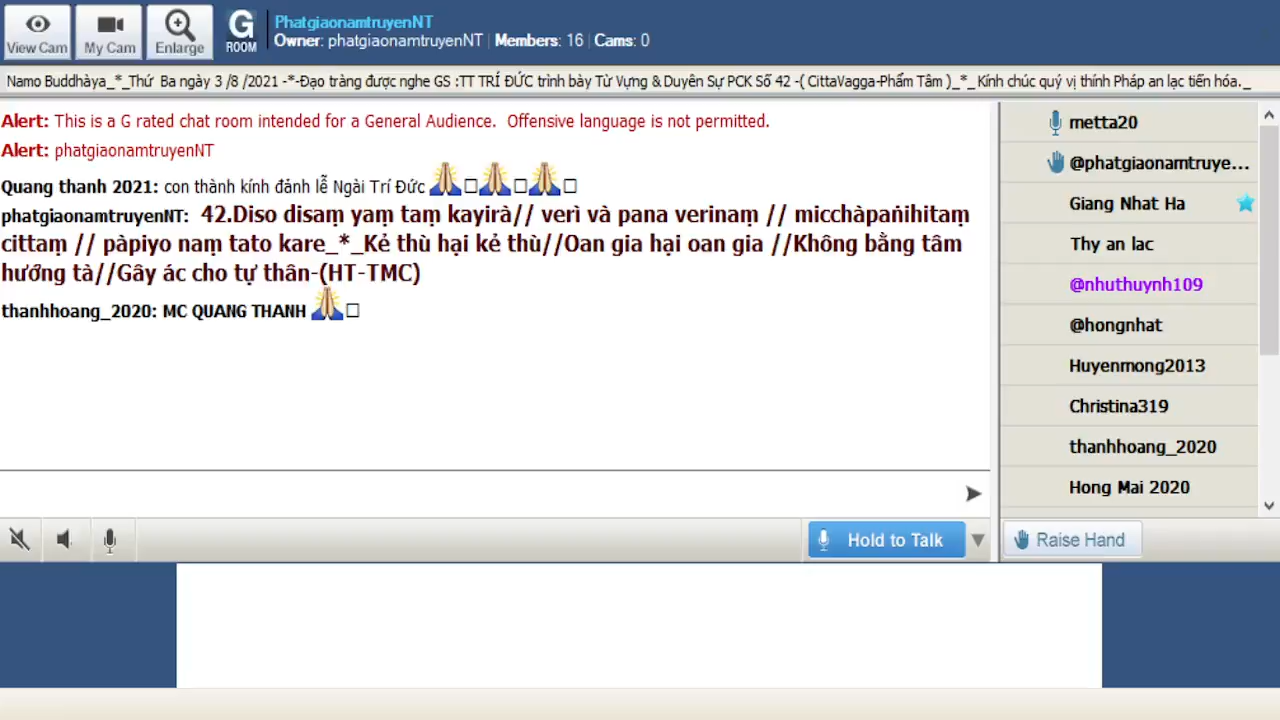 View Cam
My Cam
Enlarge
G
ROOM
PhatgiaonamtruyenNT
Owner: phatgiaonamtruyenNT | Members: 16 | Cams: 0
Namo Buddhàya_*_Thứ Ba ngày 3 /8 /2021 -*-Đạo tràng được nghe GS :TT TRÍ ĐỨC trình bày Từ Vựng & Duyên Sự PCK Số 42 -( CittaVagga-Phẩm Tâm )_*_ Kính chúc quý vị thính Pháp an lạc tiến hóa._
Alert: This is a G rated chat room intended for a General Audience. Offensive language is not permitted.
Alert: phatgiaonamtruyenNT
Quang thanh 2021: con thành kính đãnh lễ Ngài Trí Đức 🙏□🙏□🙏□
phatgiaonamtruyenNT: 42.Diso disaṃ yaṃ taṃ kayirà// verì và pana verinaṃ // micchàpaṅihitaṃ
cittaṃ // pàpiyo naṃ tato kare_*_Kẻ thù hại kẻ thù//Oan gia hại oan gia //Không bằng tâm
hướng tà//Gây ác cho tự thân-(HT-TMC)
thanhhoang_2020: MC QUANG THANH 🙏□
metta20
@phatgiaonamtruye...
Giang Nhat Ha
Thy an lac
@nhuthuynh109
@hongnhat
Huyenmong2013
Christina319
thanhhoang_2020
Hong Mai 2020
Hold to Talk
Raise Hand